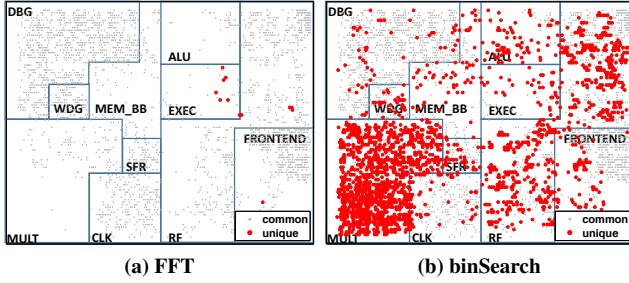 DBG
ALU
WDG
MEM_BB
EXEC
FRONTEND
SFR
common
unique
MULT
CLK
RF
(a) FFT
DBG
ALU
WDG
MEM_BB
EXEC
FRONTEND
SFR
common
unique
MULT
CLK
RF
(b) binSearch